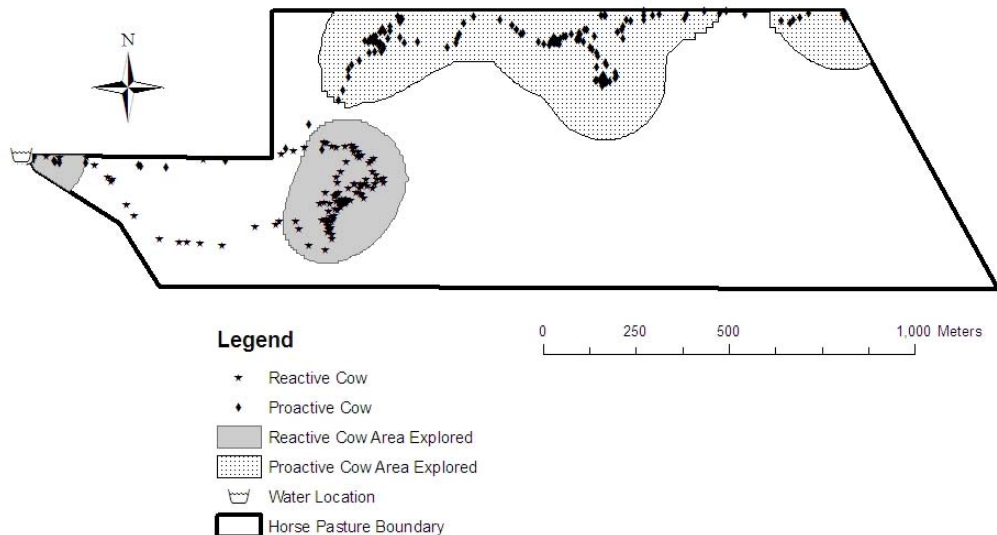 N
Legend
Reactive Cow
Proactive Cow
Reactive Cow Area Explored
Proactive Cow Area Explored
Water Location
Horse Pasture Boundary
0 250 500 1,000 Meters